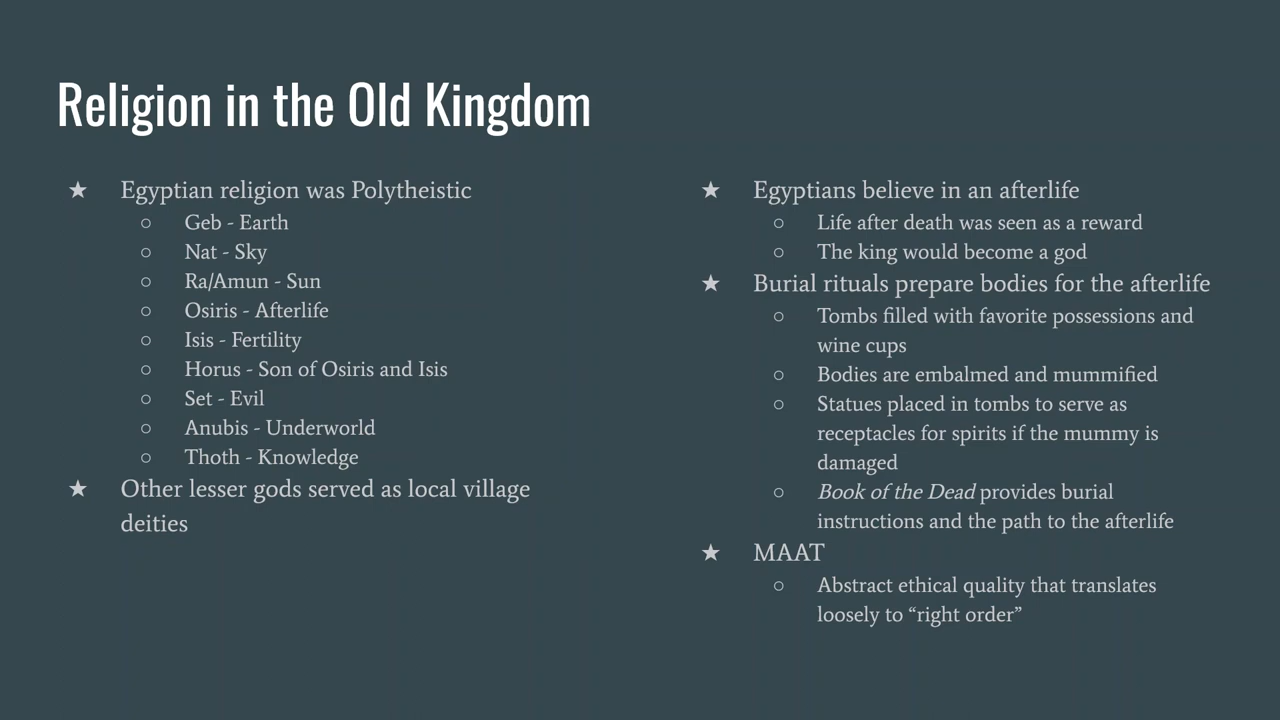 Religion in the Old Kingdom
★ Egyptian religion was Polytheistic
○ Geb - Earth
○ Nat - Sky
○ Ra/Amun - Sun
○ Osiris - Afterlife
○ Isis - Fertility
○ Horus - Son of Osiris and Isis
○ Set - Evil
○ Anubis - Underworld
○ Thoth - Knowledge
★ Other lesser gods served as local village
deities
★ Egyptians believe in an afterlife
○ Life after death was seen as a reward
○ The king would become a god
★ Burial rituals prepare bodies for the afterlife
○ Tombs filled with favorite possessions and
wine cups
○ Bodies are embalmed and mummified
○ Statues placed in tombs to serve as
receptacles for spirits if the mummy is
damaged
○ Book of the Dead provides burial
instructions and the path to the afterlife
★ MAAT
○ Abstract ethical quality that translates
loosely to “right order”